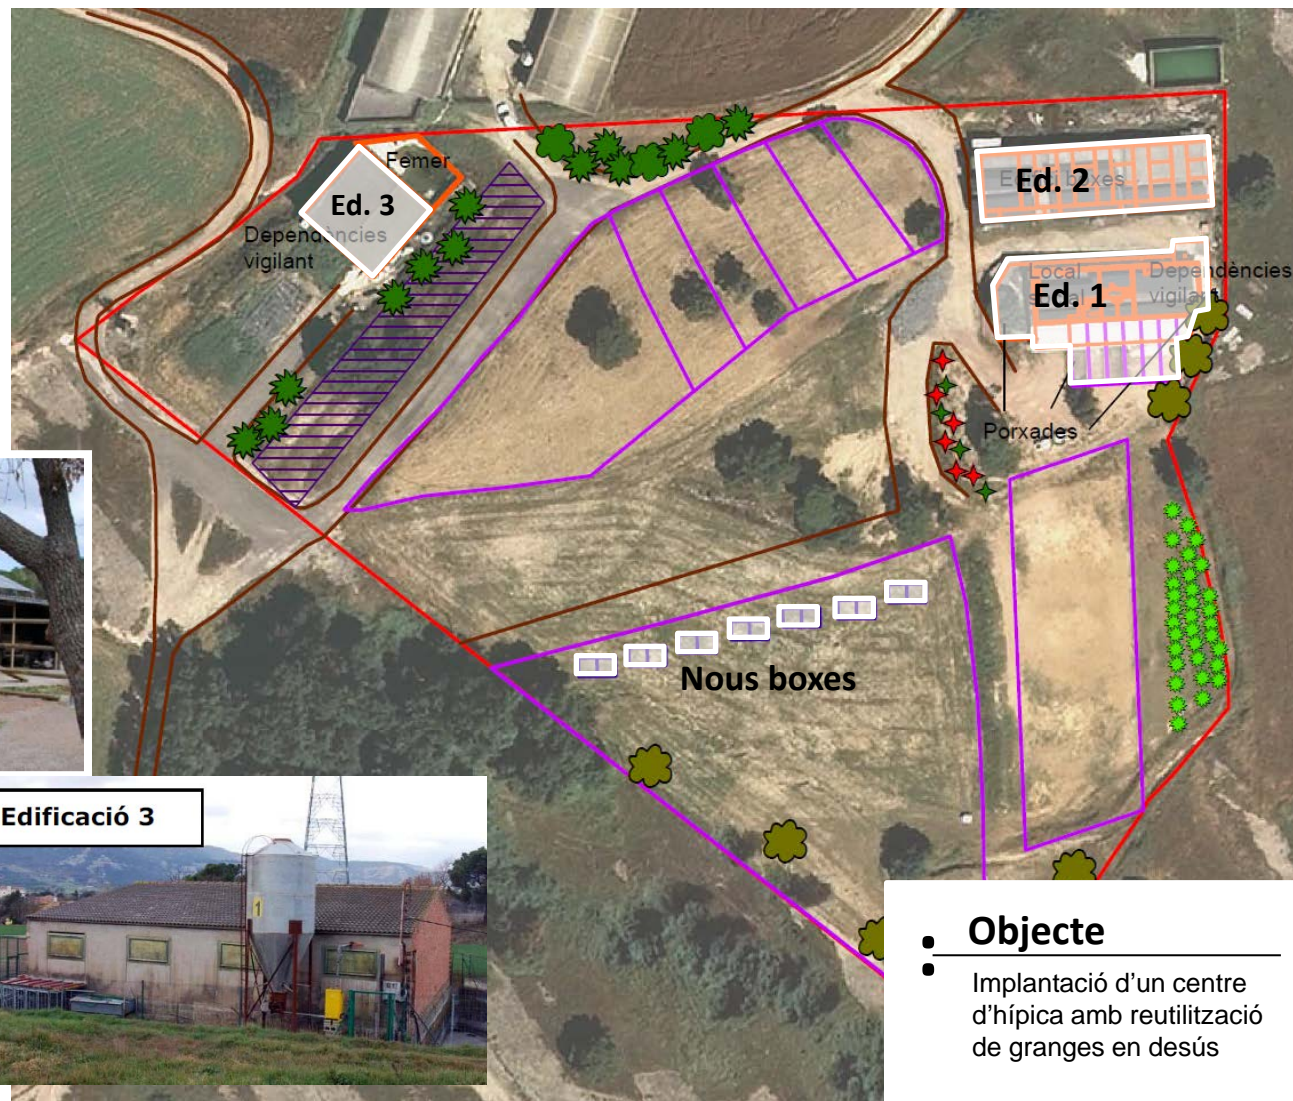 Femer
Ed. 3
Dependències
vigilant
Ed. 2
Local
Dependències
Ed. 1
Porxades
Nous boxes
Edificació 3
1
Objecte
:
Implantació d’un centre
d’hípica amb reutilització
de granges en desús